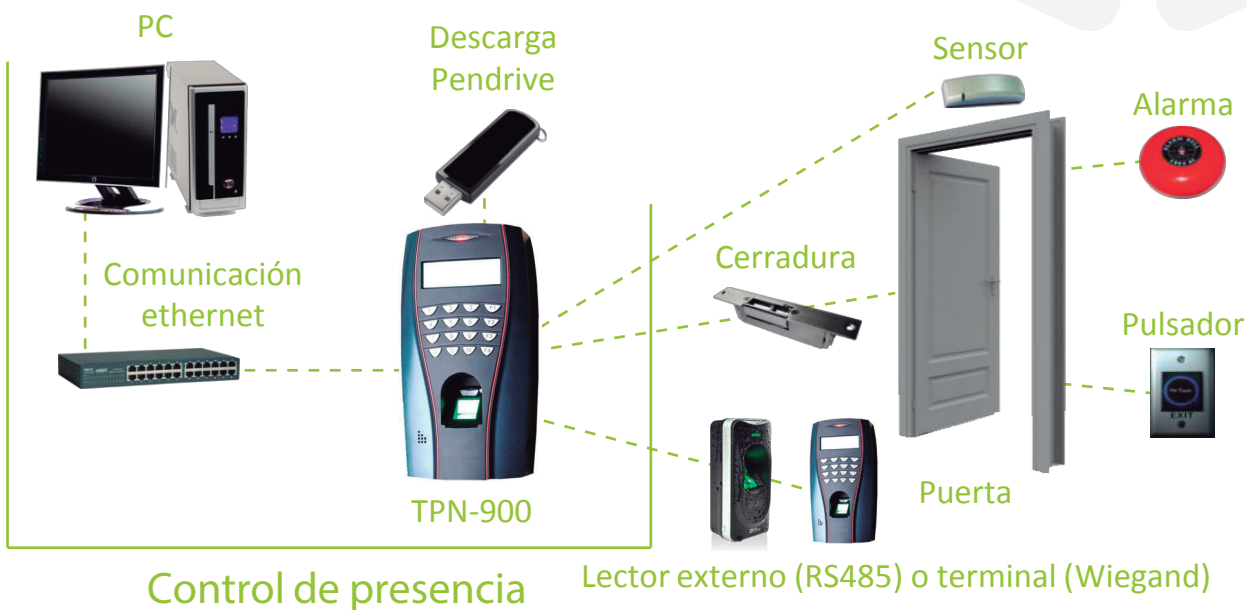 PC
Descarga
Pendrive
Sensor
Alarma
Comunicación
ethernet
Cerradura
Pulsador
EXIT
TPN-900
Puerta
Control de presencia
Lector externo (RS485) o terminal (Wiegand)